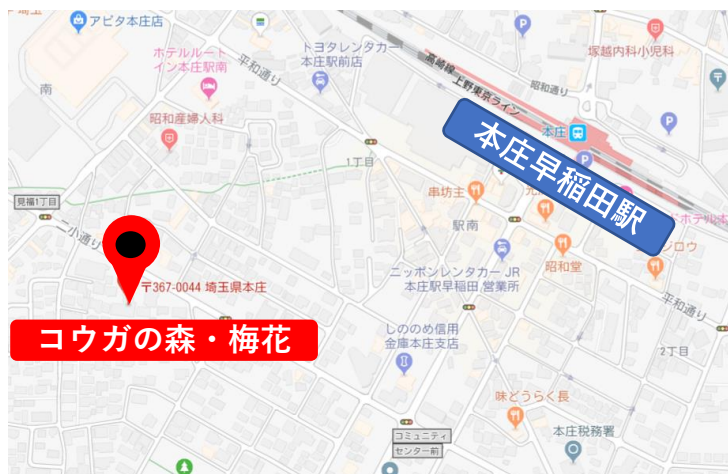 アピタ本庄店
ホテルルート
イン本庄駅南
平和通り
トヨタレンタカー
本庄駅前店
高崎線
上野東京ライン
昭和通り
塚越内科小児科
南
昭和産婦人科
本庄
本庄早稲田駅
1丁目
見福1丁目
二小通り
串坊主
駅南
昭和堂
ジロウ
〒367-0044 埼玉県本庄
ニッポンレンタカー JR
本庄駅早稲田 営業所
平和通り
コウガの森・梅花
しののめ信用
金庫本庄支店
2丁目
味どうらく長
コミュニティ
センター前
本庄税務署